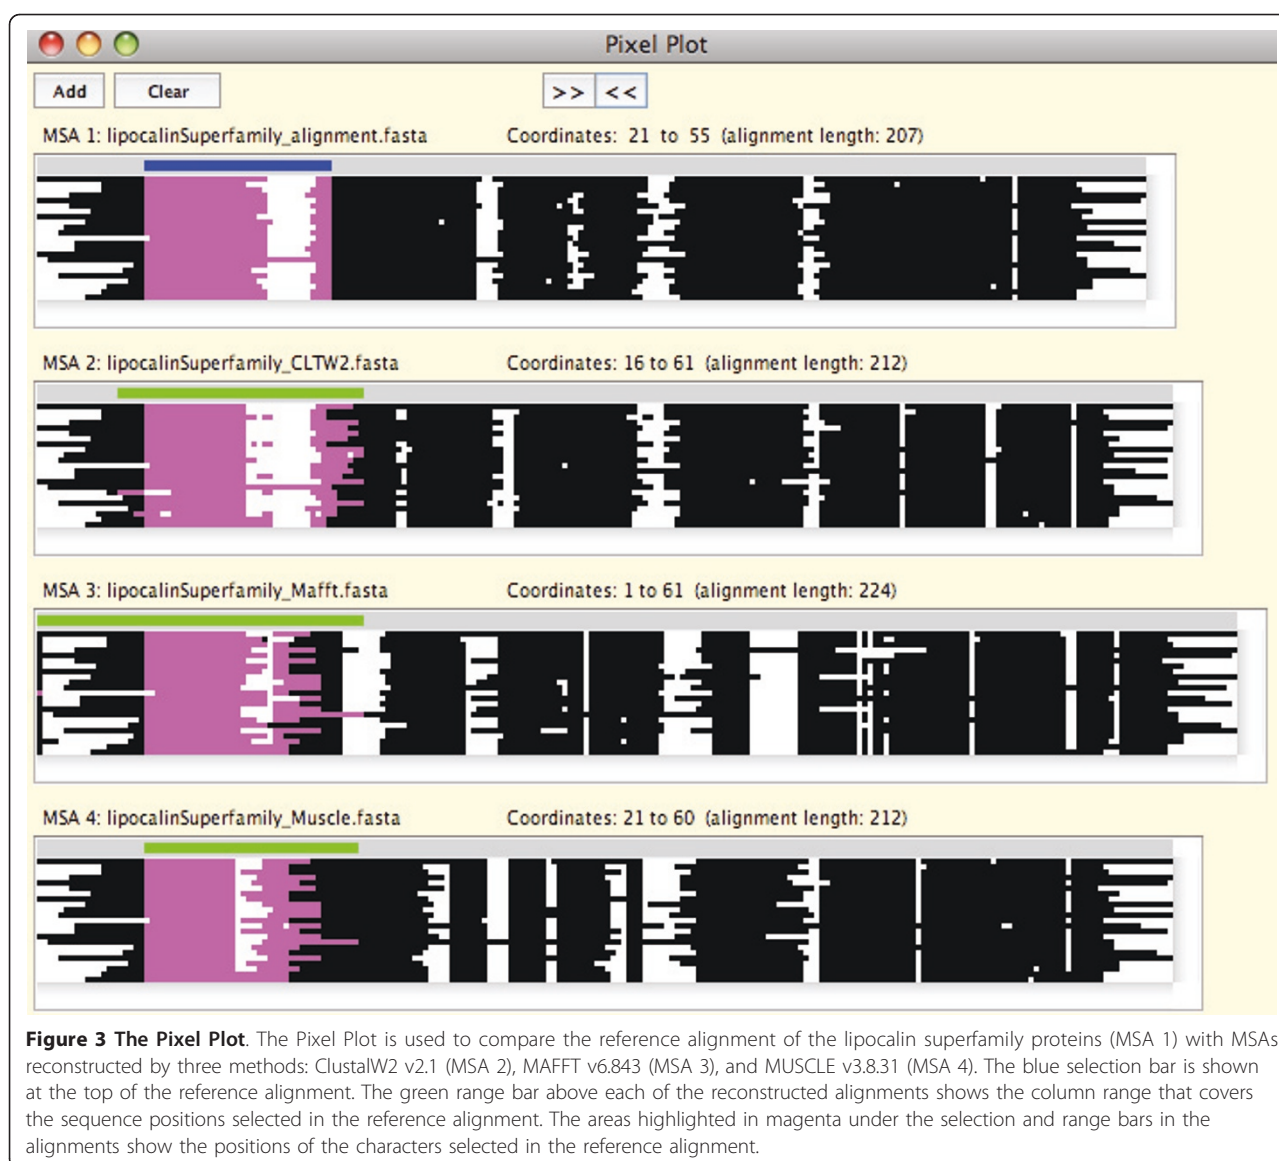 Pixel Plot
Add Clear >> <<
MSA 1: lipocalinSuperfamily_alignment.fasta Coordinates: 21 to 55 (alignment length: 207)
MSA 2: lipocalinSuperfamily_CLTW2.fasta Coordinates: 16 to 61 (alignment length: 212)
MSA 3: lipocalinSuperfamily_Mafft.fasta Coordinates: 1 to 61 (alignment length: 224)
MSA 4: lipocalinSuperfamily_Muscle.fasta Coordinates: 21 to 60 (alignment length: 212)
Figure 3 The Pixel Plot. The Pixel Plot is used to compare the reference alignment of the lipocalin superfamily proteins (MSA 1) with MSAs
reconstructed by three methods: ClustalW2 v2.1 (MSA 2), MAFFT v6.843 (MSA 3), and MUSCLE v3.8.31 (MSA 4). The blue selection bar is shown
at the top of the reference alignment. The green range bar above each of the reconstructed alignments shows the column range that covers
the sequence positions selected in the reference alignment. The areas highlighted in magenta under the selection and range bars in the
alignments show the positions of the characters selected in the reference alignment.